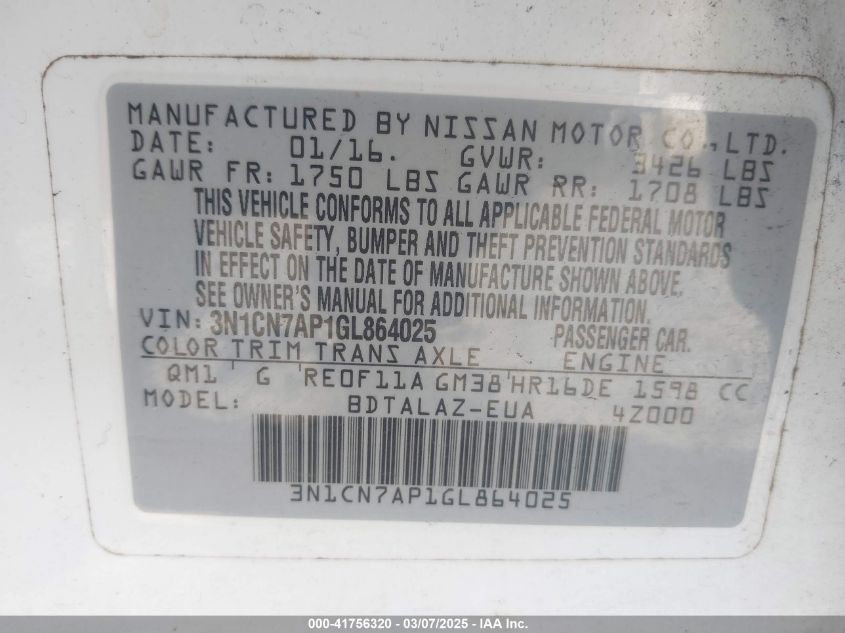 MANUFACTURED BY NISSAN MOTOR CO., LTD.
DATE: 01/16. GVWR: 3426 LBS
GAWR FR: 1750 LBS GAWR RR: 1708 LBS
THIS VEHICLE CONFORMS TO ALL APPLICABLE FEDERAL MOTOR
VEHICLE SAFETY, BUMPER AND THEFT PREVENTION STANDARDS
IN EFFECT ON THE DATE OF MANUFACTURE SHOWN ABOVE.
SEE OWNER'S MANUAL FOR ADDITIONAL INFORMATION.
VIN: 3N1CN7AP1GL864025 PASSENGER CAR.
COLOR TRIM TRANS AXLE ENGINE
QM1 ' G ' RE0F11A GM38 ' HR16DE 1598 CC
MODEL: BDTALAZ-EUA 4Z000
3N1CN7AP1GL864025
000-41756320 | 03/07/2025 - IAA Inc.